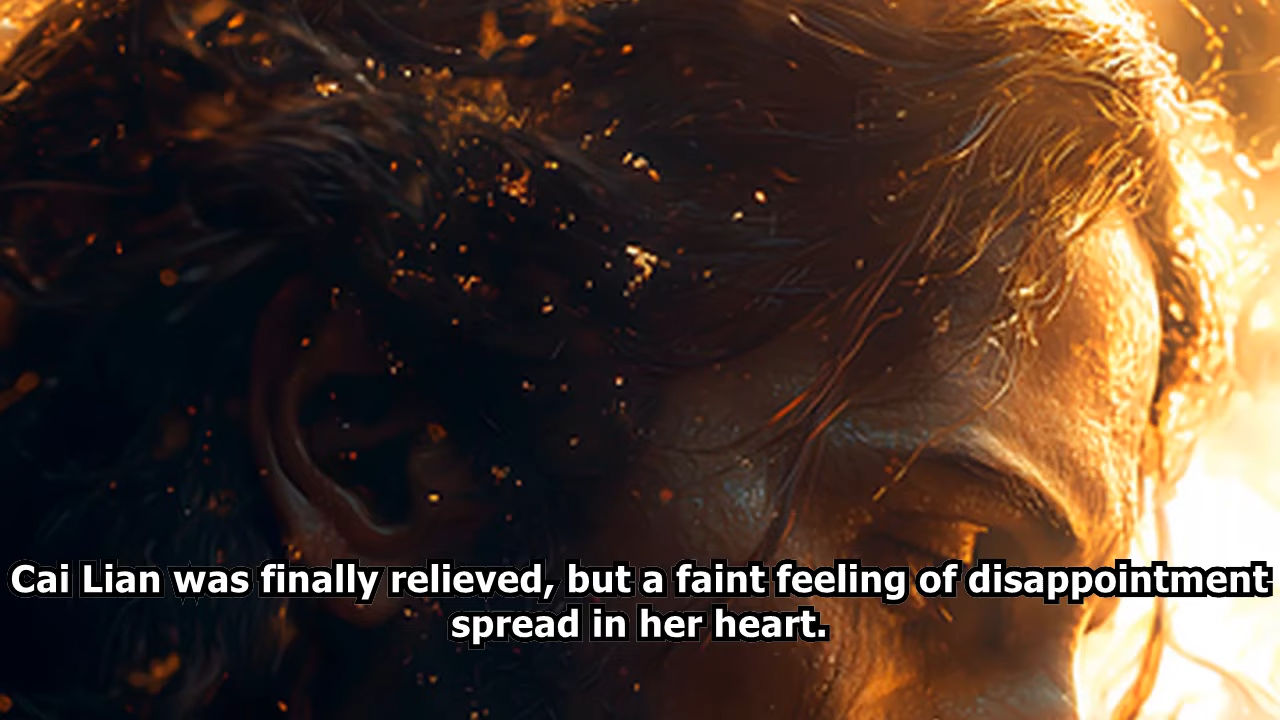 Cai Lian was finally relieved, but a faint feeling of disappointment
spread in her heart.